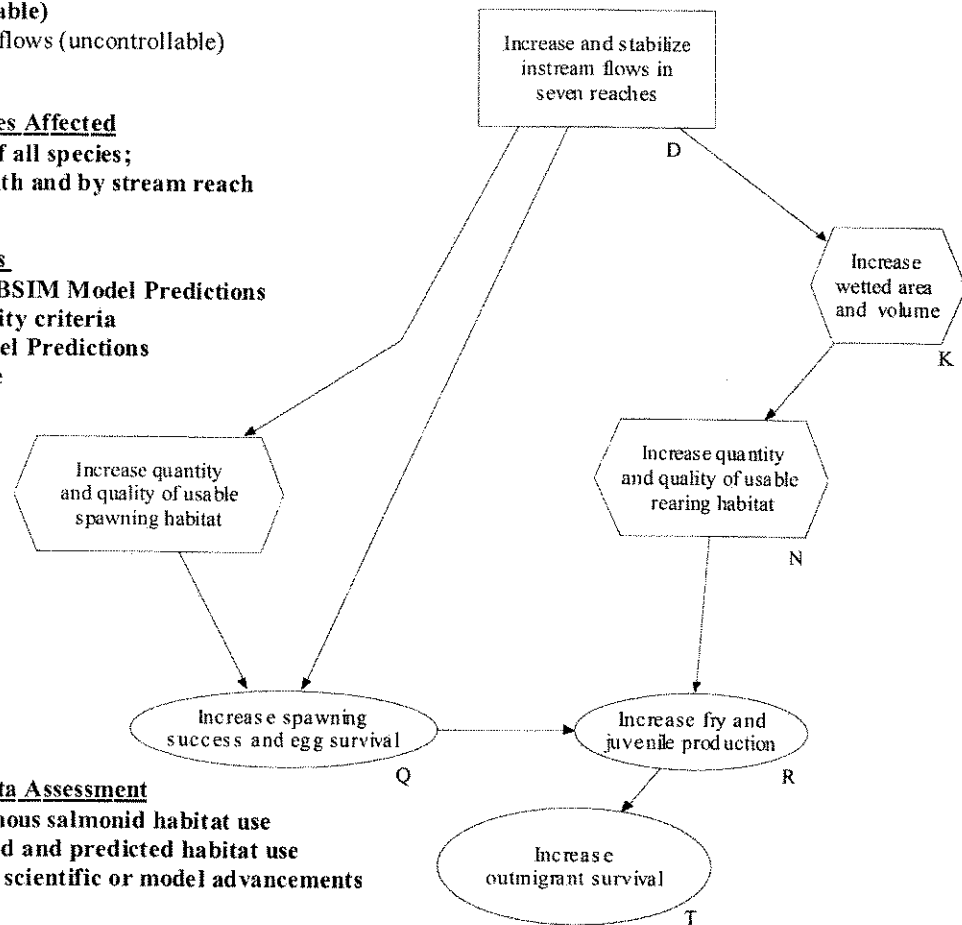 able)
flows (uncontrollable)
es Affected
f all species;
th and by stream reach
s
BSIM Model Predictions
ity criteria
el Predictions
e
Increase and stabilize
instream flows in
seven reaches
D
Increase
wetted area
and volume
K
Increase quantity
and quality of usable
spawning habitat
Increase quantity
and quality of usable
rearing habitat
N
Increase spawning
success and egg survival
Q
Increase fry and
juvenile production
R
ta Assessment
nous salmonid habitat use
d and predicted habitat use
scientific or model advancements
Increase
outmigrant survival
T